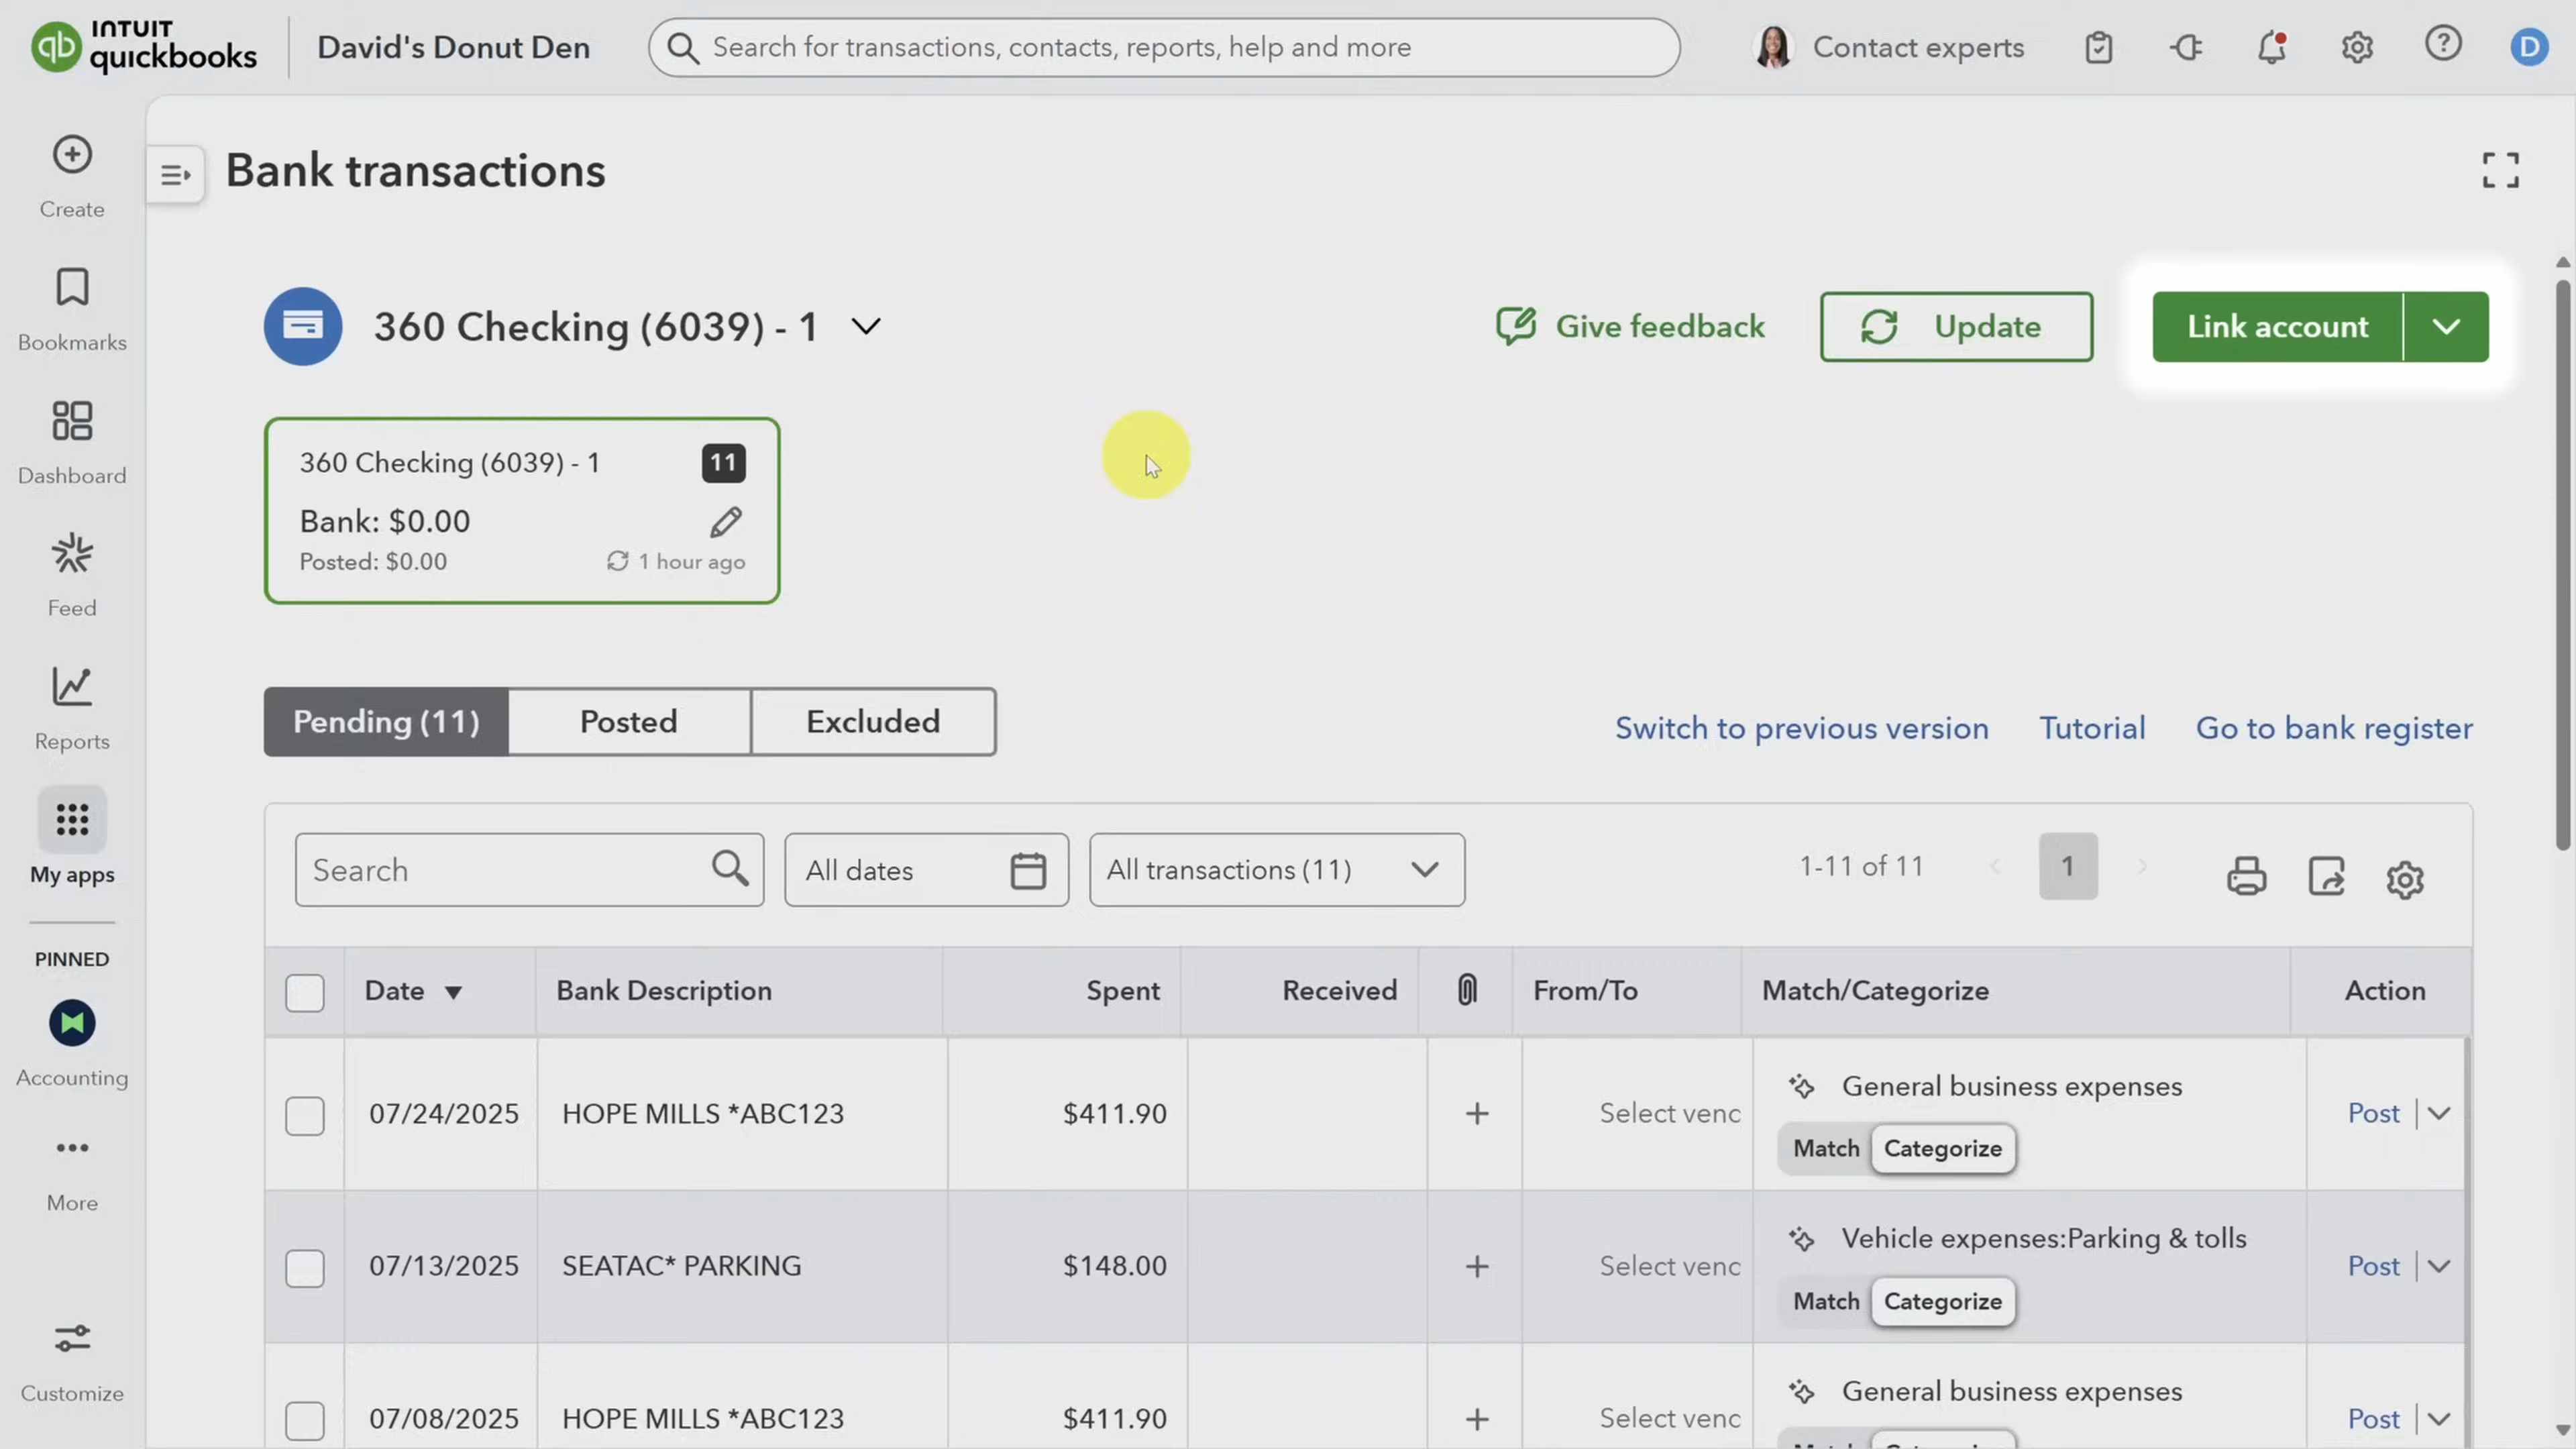 INTUIT
quickbooks
David's Donut Den
Search for transactions, contacts, reports, help and more
Contact experts
D
Create
Bookmarks
Dashboard
Feed
Reports
My apps
PINNED
Accounting
More
Customize
Bank transactions
360 Checking (6039) - 1
Give feedback
Update
Link account
360 Checking (6039) - 1 11
Bank: $0.00
Posted: $0.00 1 hour ago
Pending (11) Posted Excluded
Switch to previous version Tutorial Go to bank register
Search All dates All transactions (11) 1-11 of 11 1
Date Bank Description Spent Received From/To Match/Categorize Action
07/24/2025 HOPE MILLS *ABC123 $411.90 + Select venc General business expenses Post
Match Categorize
07/13/2025 SEATAC* PARKING $148.00 + Select venc Vehicle expenses:Parking & tolls Post
Match Categorize
07/08/2025 HOPE MILLS *ABC123 $411.90 + Select venc General business expenses Post